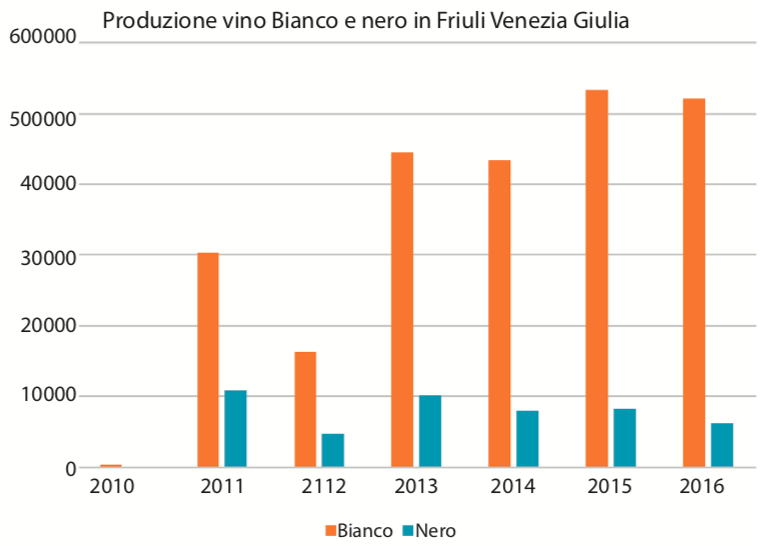 Produzione vino Bianco e nero in Friuli Venezia Giulia
600000
500000
40000
30000
20000
10000
0
2010 2011 2112 2013 2014 2015 2016
Bianco Nero